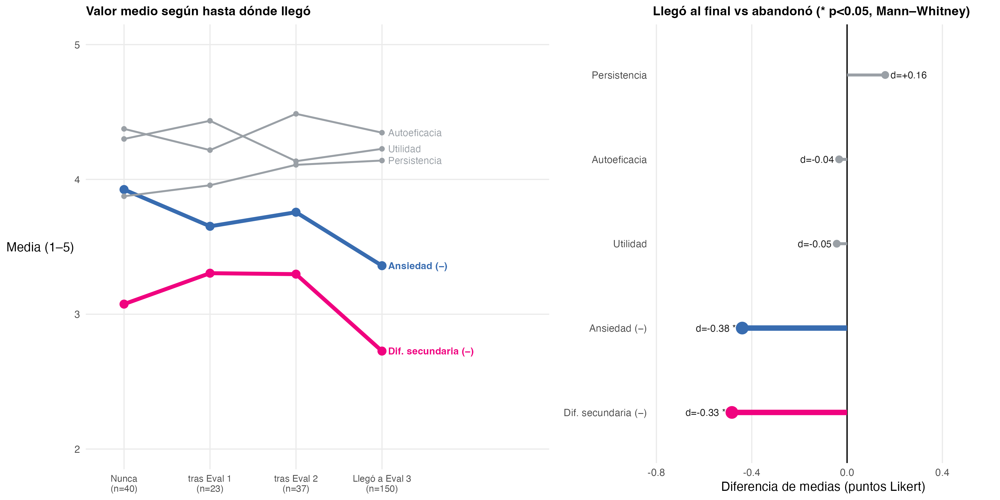 Valor medio según hasta dónde llegó
5
4
3
2
Media (1–5)
Autoeficacia
Utilidad
Persistencia
Ansiedad (–)
Dif. secundaria (–)
Nunca
(n=40)
tras Eval 1
(n=23)
tras Eval 2
(n=37)
Llegó a Eval 3
(n=150)
Llegó al final vs abandonó (* p<0.05, Mann–Whitney)
Persistencia
d=+0.16
Autoeficacia
d=-0.04
Utilidad
d=-0.05
Ansiedad (–)
d=-0.38 *
Dif. secundaria (–)
d=-0.33 *
-0.8
-0.4
0.0
0.4
Diferencia de medias (puntos Likert)